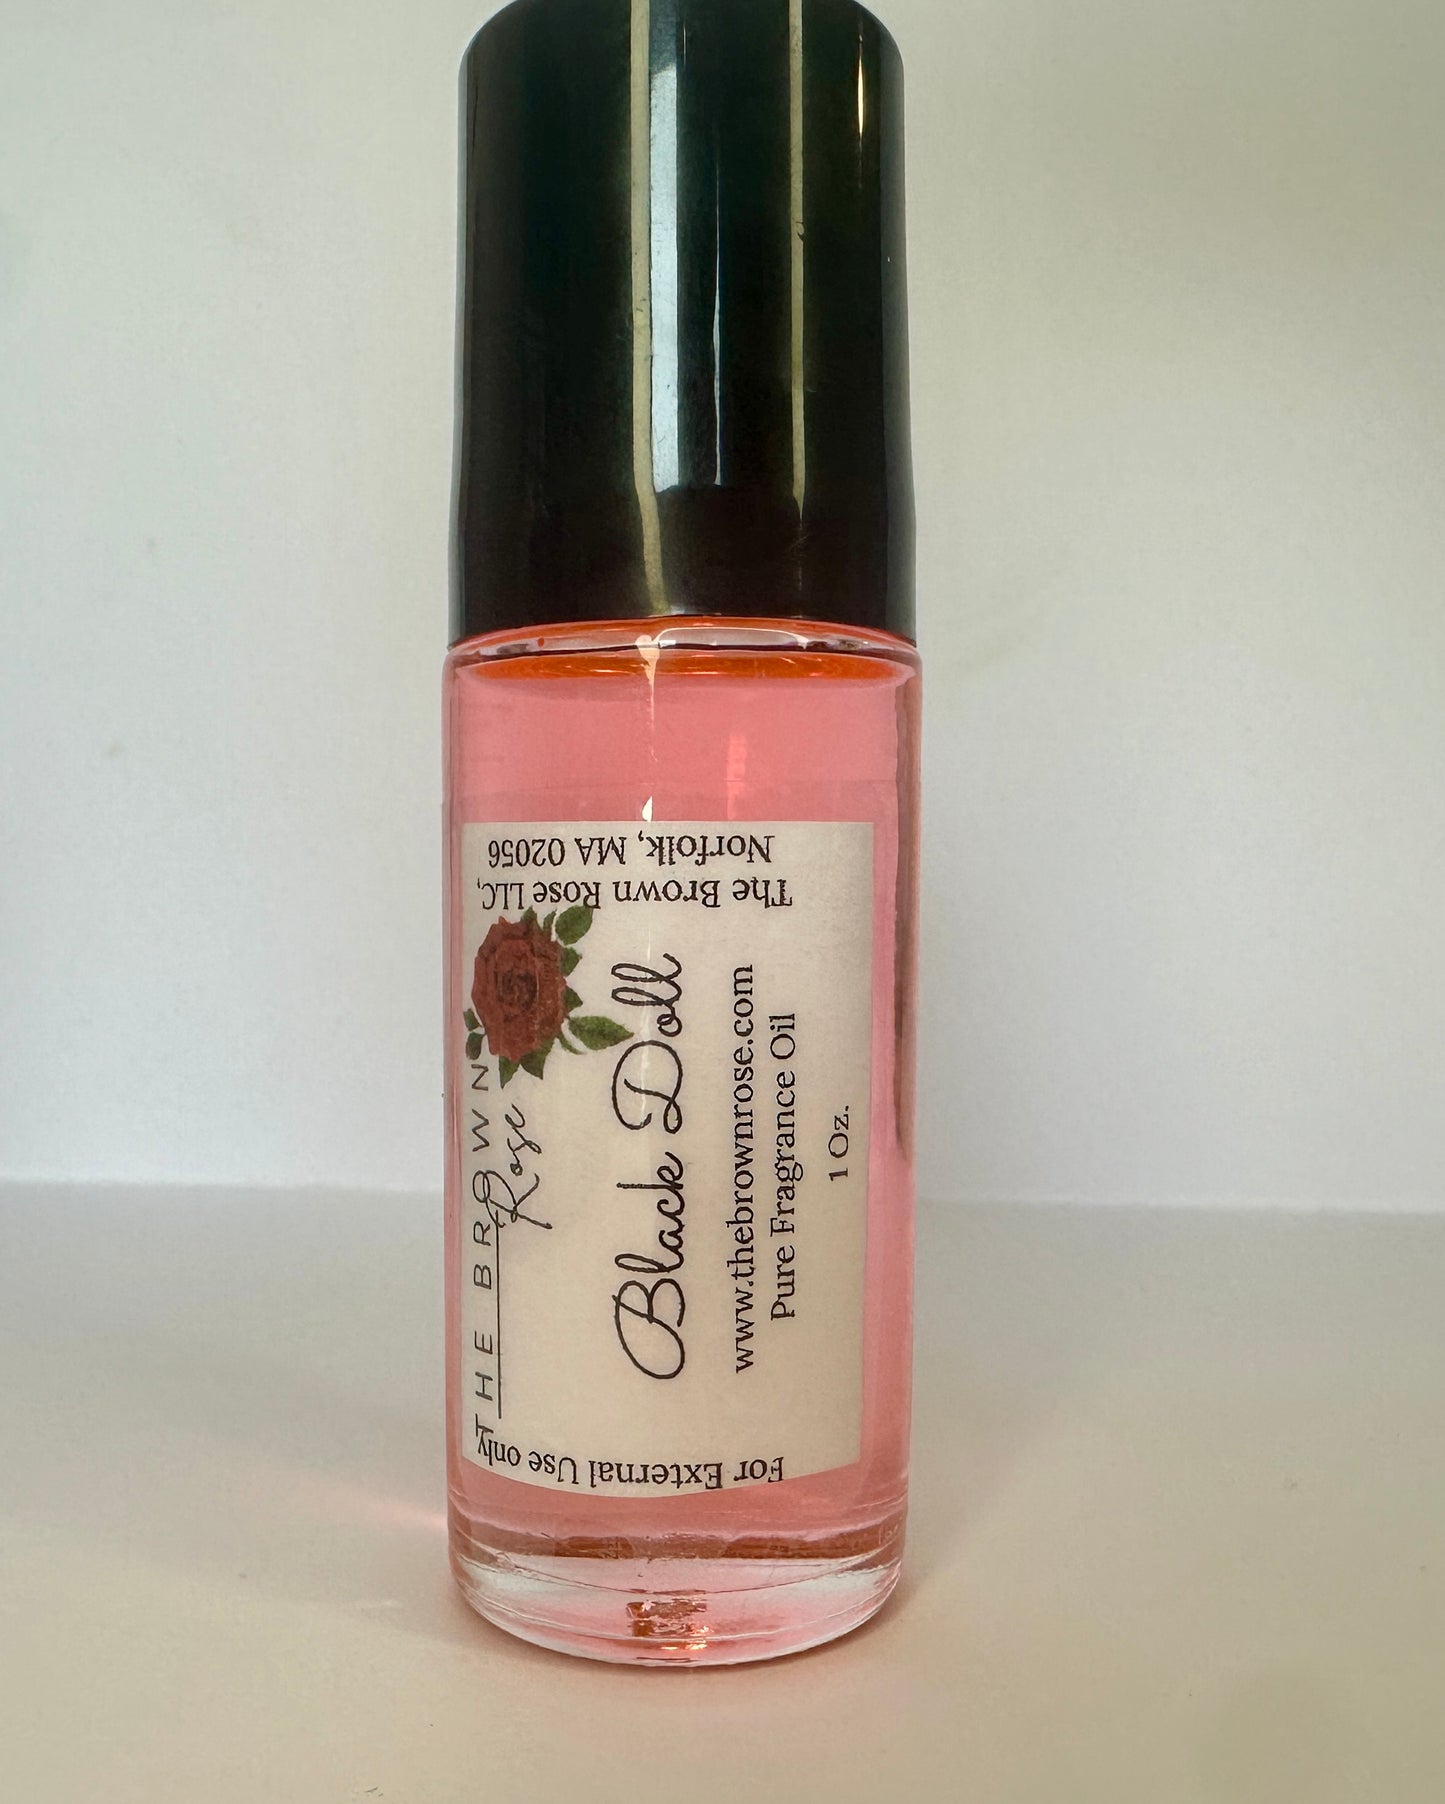 THE BROWN
Rose
Black Doll
www.thebrownrose.com
Pure Fragrance Oil
1 Oz.
The Brown Rose LLC,
Norfolk, MA 02056
For External Use only